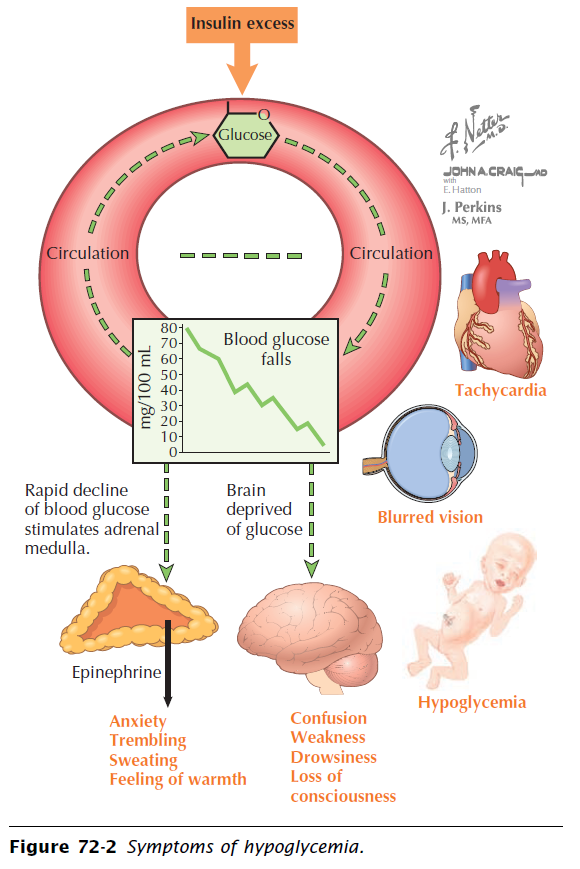 Insulin excess
O
Glucose
f. Netter M.D.
JOHN A. CRAIG MD
with
E. Hatton
J. Perkins
MS, MFA
Circulation
Circulation
mg/100 mL
80
70
60
50
40
30
20
10
0
Blood glucose
falls
Tachycardia
Blurred vision
Rapid decline
of blood glucose
stimulates adrenal
medulla.
Brain
deprived
of glucose
Epinephrine
Anxiety
Trembling
Sweating
Feeling of warmth
Confusion
Weakness
Drowsiness
Loss of
consciousness
Hypoglycemia
Figure 72-2 Symptoms of hypoglycemia.